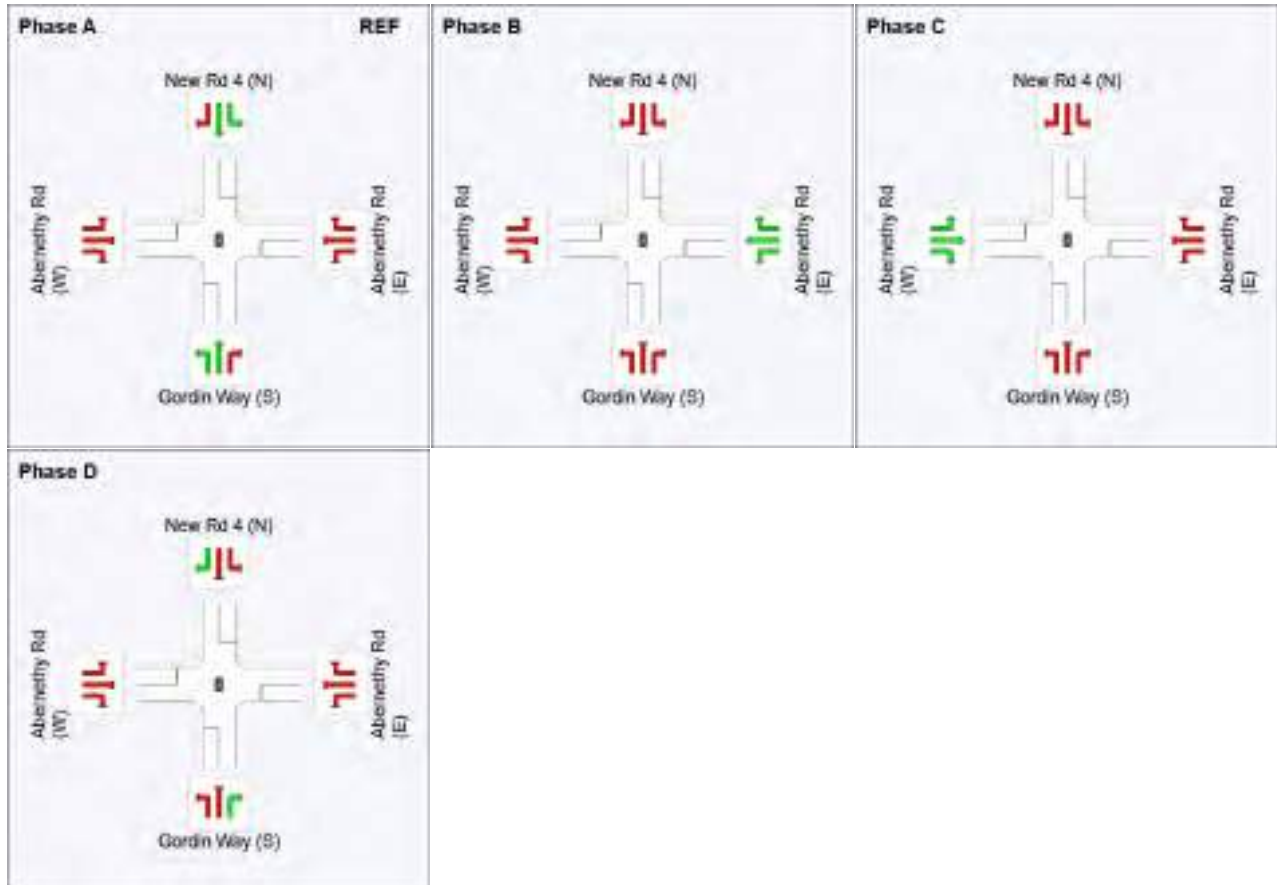 Phase A REF
New Rd 4 (N)
Abernethy Rd
(W)
Abernethy Rd
(E)
Gordin Way (S)
Phase B
New Rd 4 (N)
Abernethy Rd
(W)
Abernethy Rd
(E)
Gordin Way (S)
Phase C
New Rd 4 (N)
Abernethy Rd
(W)
Abernethy Rd
(E)
Gordin Way (S)
Phase D
New Rd 4 (N)
Abernethy Rd
(W)
Abernethy Rd
(E)
Gordin Way (S)